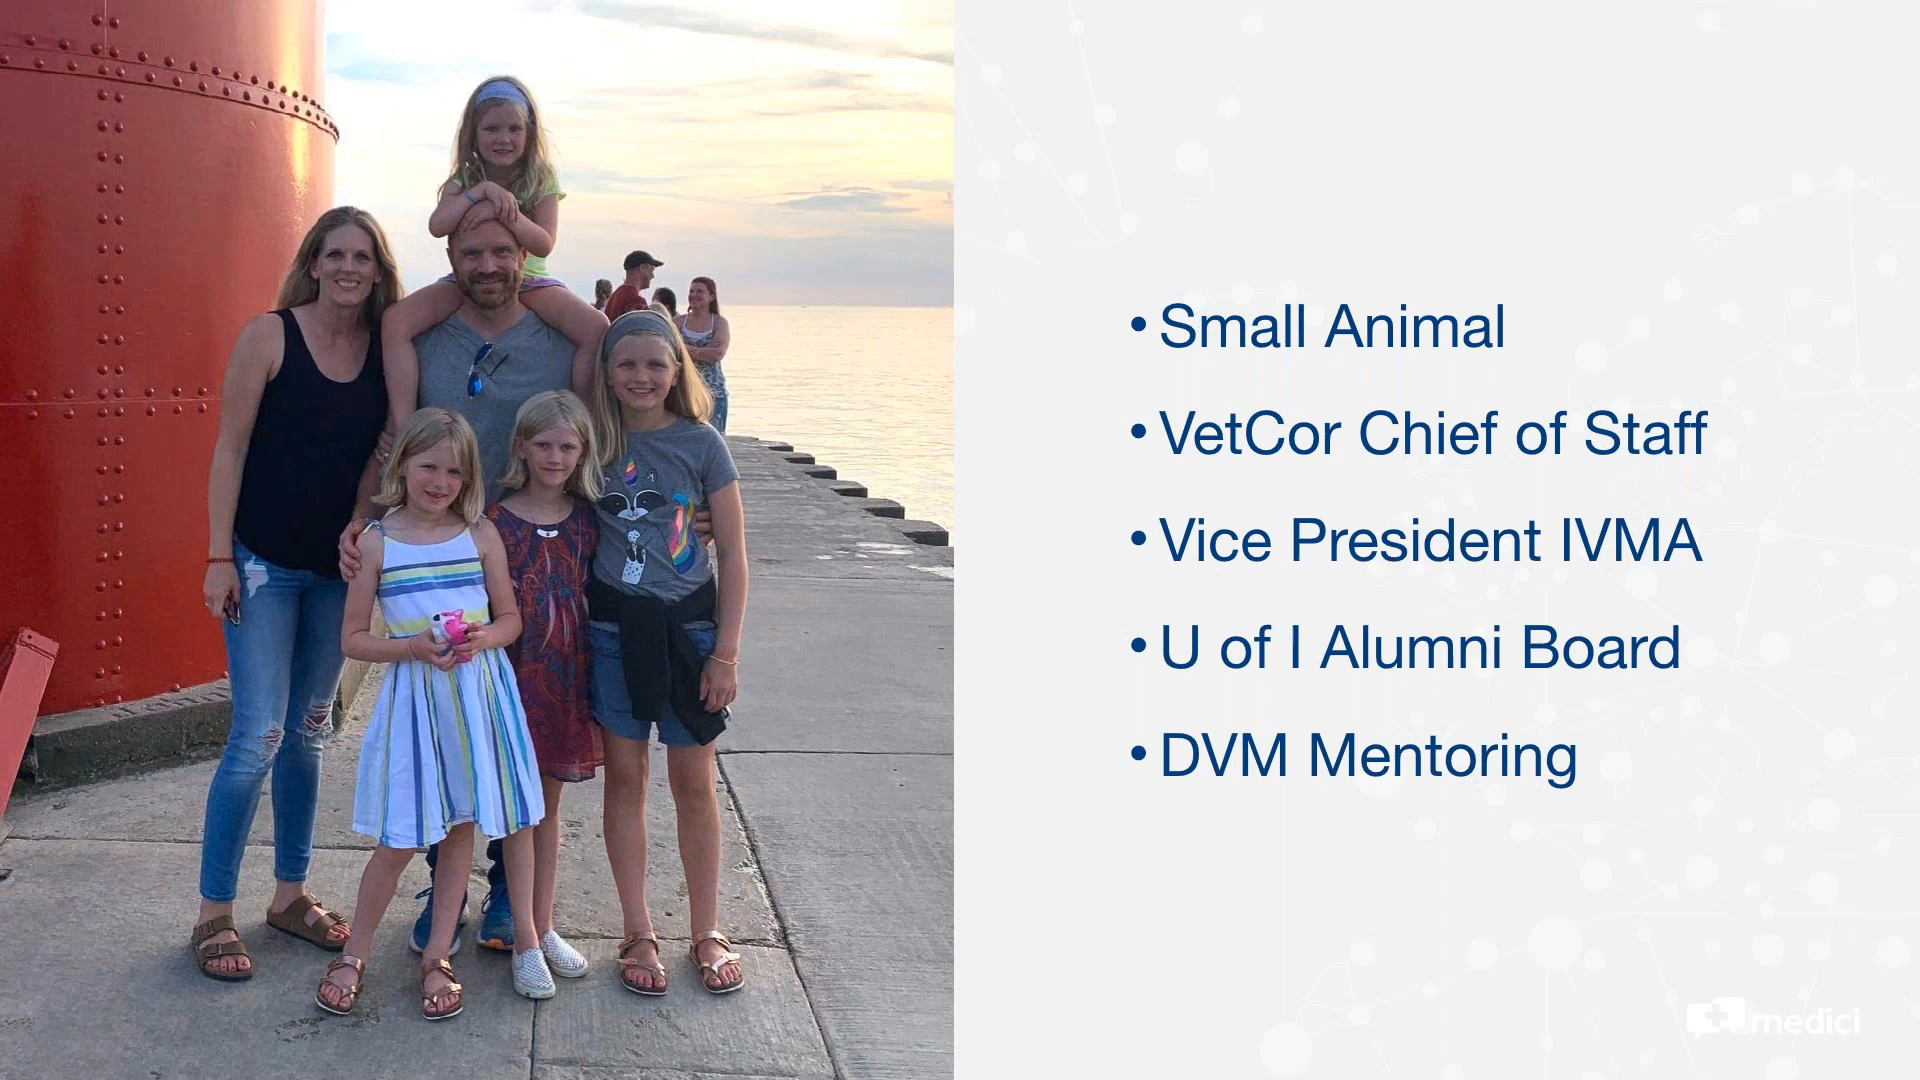 • Small Animal
• VetCor Chief of Staff
• Vice President IVMA
• U of I Alumni Board
• DVM Mentoring
medici